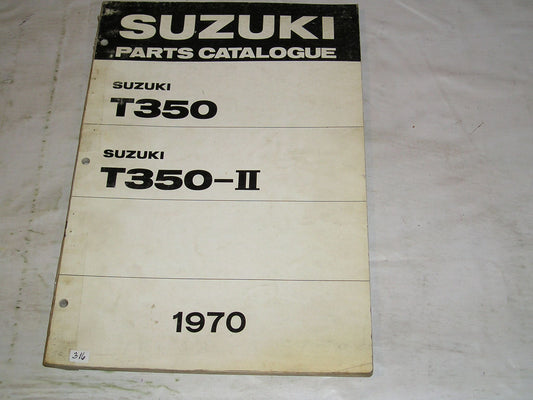 SUZUKI
PARTS CATALOGUE
SUZUKI
T350
SUZUKI
T350-II
1970
316